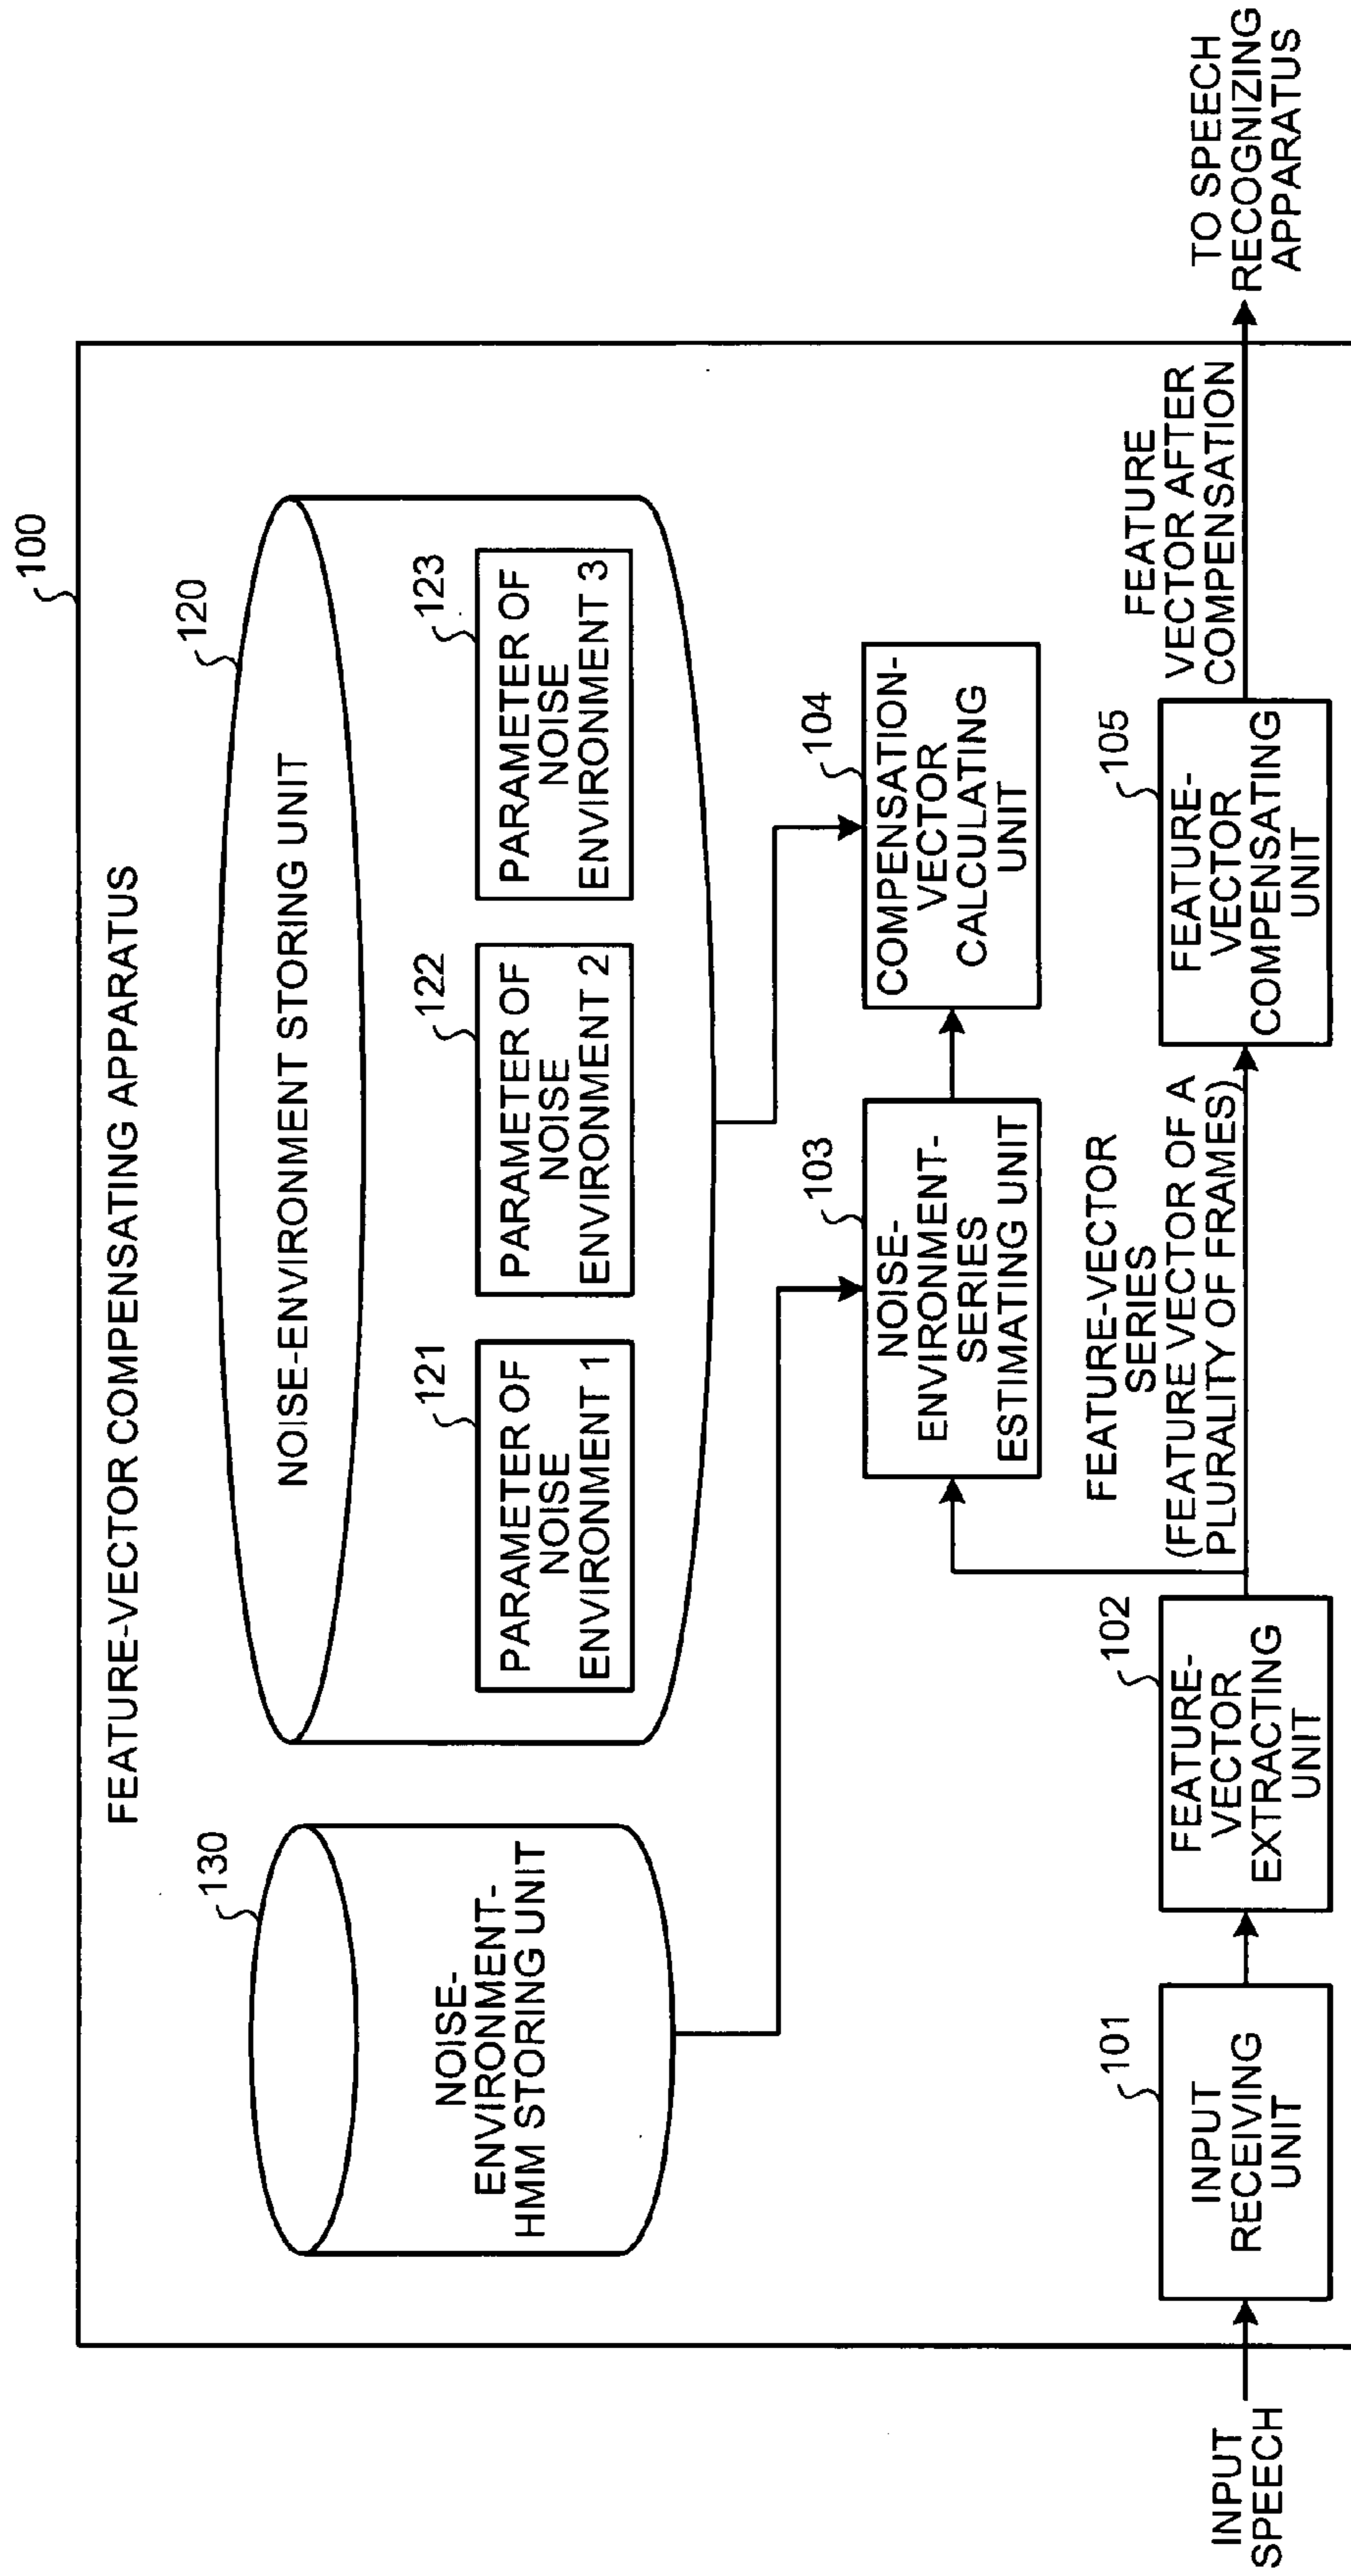 100
FEATURE-VECTOR COMPENSATING APPARATUS
130
NOISE-
ENVIRONMENT-
HMM STORING UNIT
120
NOISE-ENVIRONMENT STORING UNIT
121
PARAMETER OF
NOISE
ENVIRONMENT 1
122
PARAMETER OF
NOISE
ENVIRONMENT 2
123
PARAMETER OF
NOISE
ENVIRONMENT 3
103
NOISE-
ENVIRONMENT-
SERIES
ESTIMATING UNIT
104
COMPENSATION-
VECTOR
CALCULATING
UNIT
INPUT
SPEECH
101
INPUT
RECEIVING
UNIT
102
FEATURE-
VECTOR
EXTRACTING
UNIT
FEATURE-VECTOR
SERIES
(FEATURE VECTOR OF A
PLURALITY OF FRAMES)
105
FEATURE-
VECTOR
COMPENSATING
UNIT
FEATURE
VECTOR AFTER
COMPENSATION
TO SPEECH
RECOGNIZING
APPARATUS